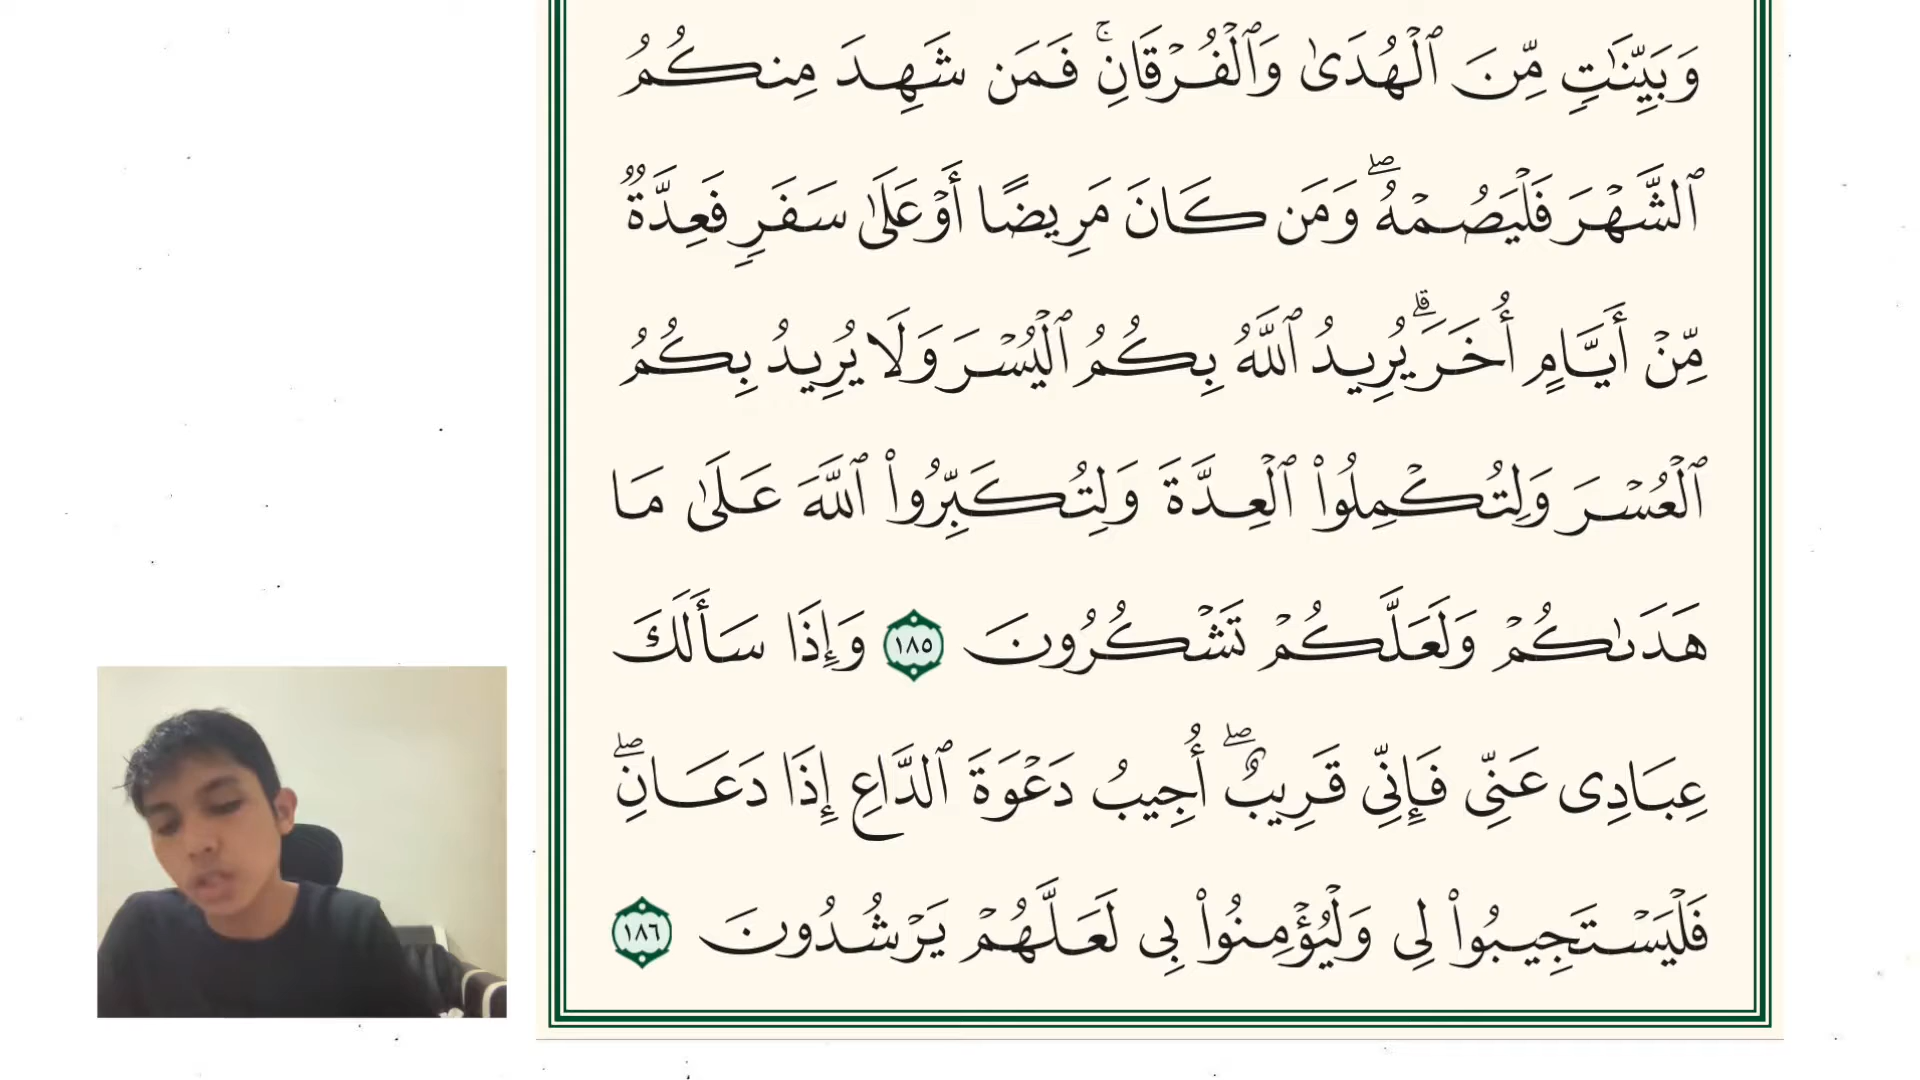 وَبَيِّنَٰتٍ مِّنَ ٱلْهُدَىٰ وَٱلْفُرْقَانِ ۚ فَمَن شَهِدَ مِنكُمُ
ٱلشَّهْرَ فَلْيَصُمْهُ ۖ وَمَن كَانَ مَرِيضًا أَوْ عَلَىٰ سَفَرٍ فَعِدَّةٌ
مِّنْ أَيَّامٍ أُخَرَ ۗ يُرِيدُ ٱللَّهُ بِكُمُ ٱلْيُسْرَ وَلَا يُرِيدُ بِكُمُ
ٱلْعُسْرَ وَلِتُكْمِلُوا۟ ٱلْعِدَّةَ وَلِتُكَبِّرُوا۟ ٱللَّهَ عَلَىٰ مَا
هَدَىٰكُمْ وَلَعَلَّكُمْ تَشْكُرُونَ ١٨٥ وَإِذَا سَأَلَكَ
عِبَادِى عَنِّى فَإِنِّى قَرِيبٌ ۖ أُجِيبُ دَعْوَةَ ٱلدَّاعِ إِذَا دَعَانِ ۖ
فَلْيَسْتَجِيبُوا۟ لِى وَلْيُؤْمِنُوا۟ بِى لَعَلَّهُمْ يَرْشُدُونَ ١٨٦